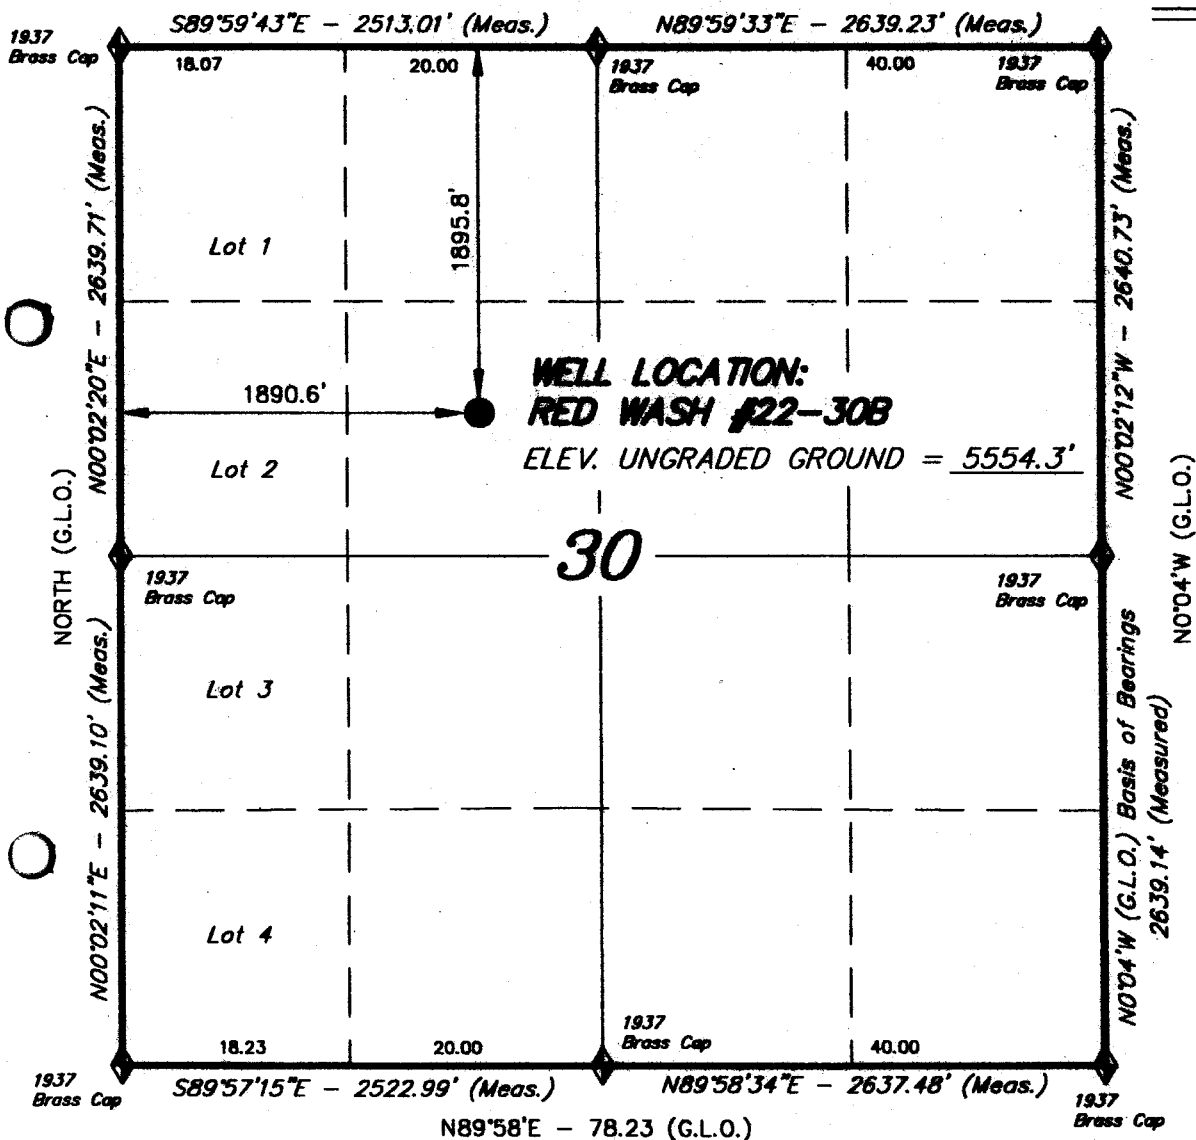 S89°59'43"E - 2513.01' (Meas.)
N89°59'33"E - 2639.23' (Meas.)
1937
Brass Cap
18.07
20.00
1937
Brass Cap
40.00
1937
Brass Cap
N00°02'20"E - 2639.71' (Meas.)
1895.8'
N00°02'12"W - 2640.73' (Meas.)
Lot 1
WELL LOCATION:
RED WASH #22-30B
ELEV. UNGRADED GROUND = 5554.3'
1890.6'
Lot 2
NORTH (G.L.O.)
N0°04'W (G.L.O.)
30
1937
Brass Cap
1937
Brass Cap
N00°02'11"E - 2639.10' (Meas.)
Lot 3
N0°04'W (G.L.O.) Basis of Bearings
2639.14' (Measured)
Lot 4
18.23
20.00
1937
Brass Cap
40.00
1937
Brass Cap
S89°57'15"E - 2522.99' (Meas.)
N89°58'34"E - 2637.48' (Meas.)
1937
Brass Cap
N89°58'E - 78.23 (G.L.O.)